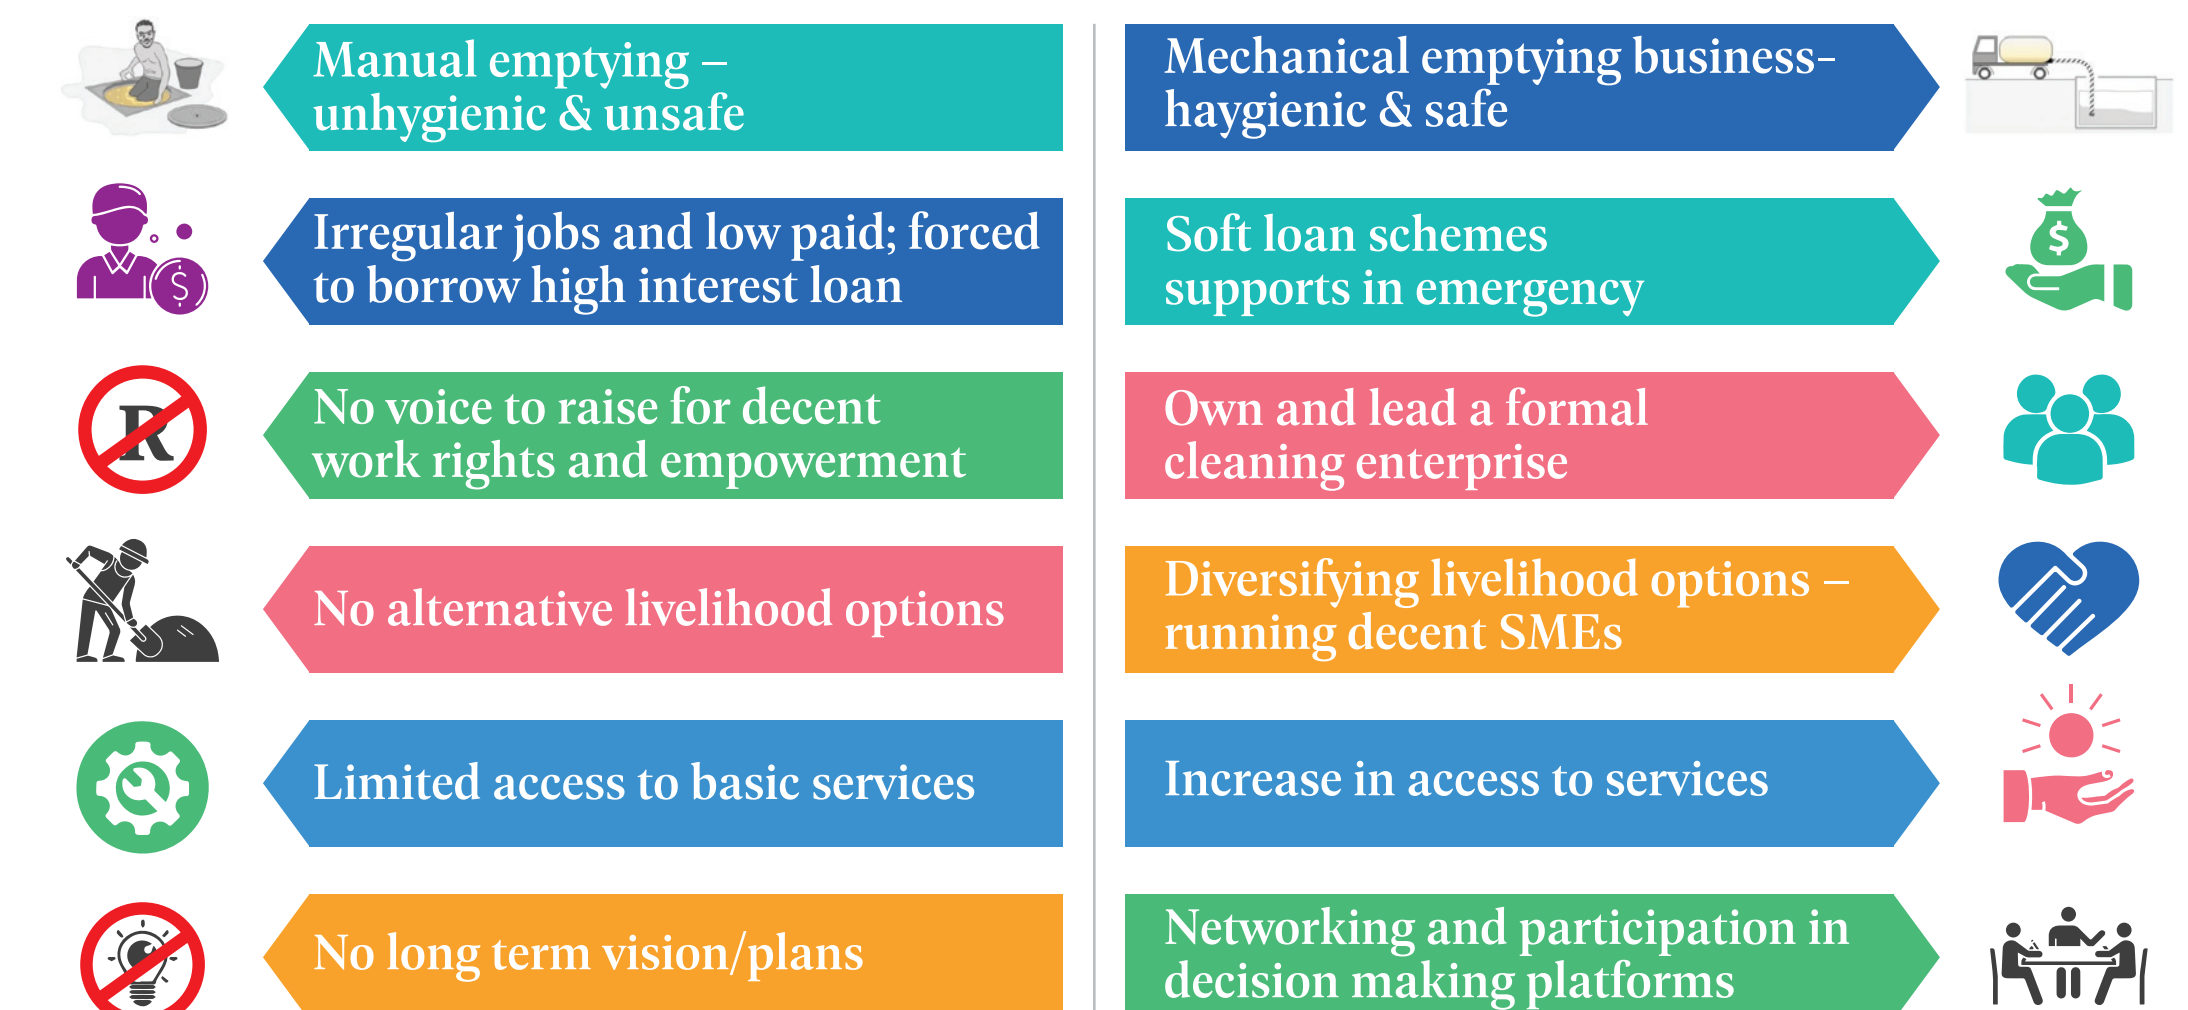 Manual emptying –
unhygienic & unsafe
Mechanical emptying business–
haygienic & safe
Irregular jobs and low paid; forced
to borrow high interest loan
$
Soft loan schemes
supports in emergency
$
R
No voice to raise for decent
work rights and empowerment
Own and lead a formal
cleaning enterprise
No alternative livelihood options
Diversifying livelihood options –
running decent SMEs
Limited access to basic services
Increase in access to services
No long term vision/plans
Networking and participation in
decision making platforms